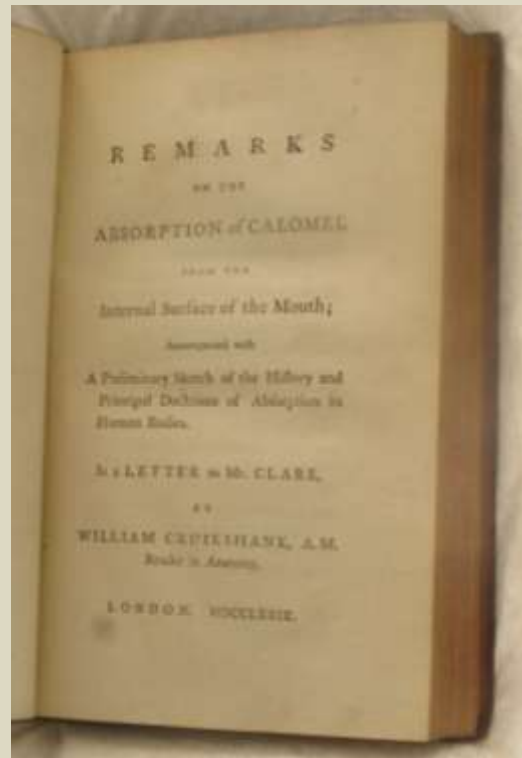 REMARKS
ON THE
ABSORPTION of CALOMEL
FROM THE
Internal Surface of the Mouth;
Accompanied with
A Preliminary Sketch of the History and
Principal Doctrines of Absorption in
Human Bodies.
In a LETTER to Mr. CLARE,
BY
WILLIAM CRUIKSHANK, A.M.
Reader in Anatomy.
LONDON MDCCLXXIX.